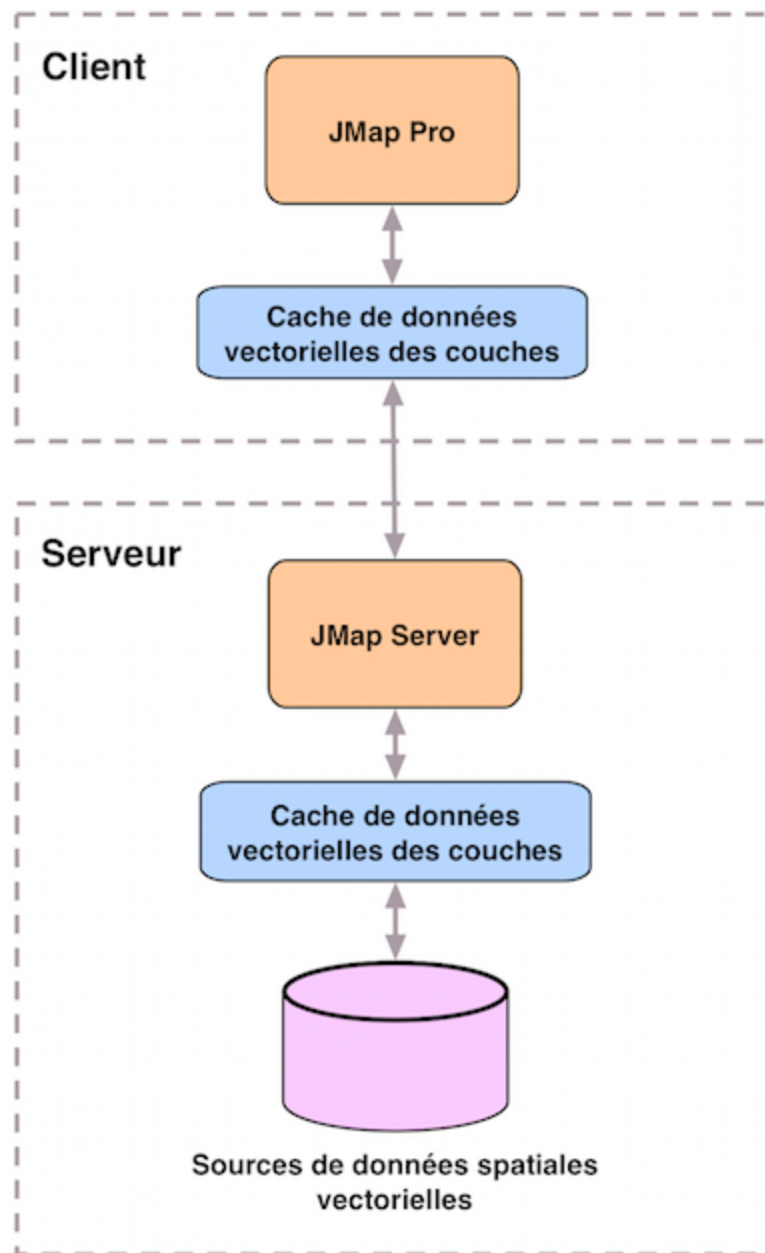 Client
JMap Pro
Cache de données
vectorielles des couches
Serveur
JMap Server
Cache de données
vectorielles des couches
Sources de données spatiales
vectorielles